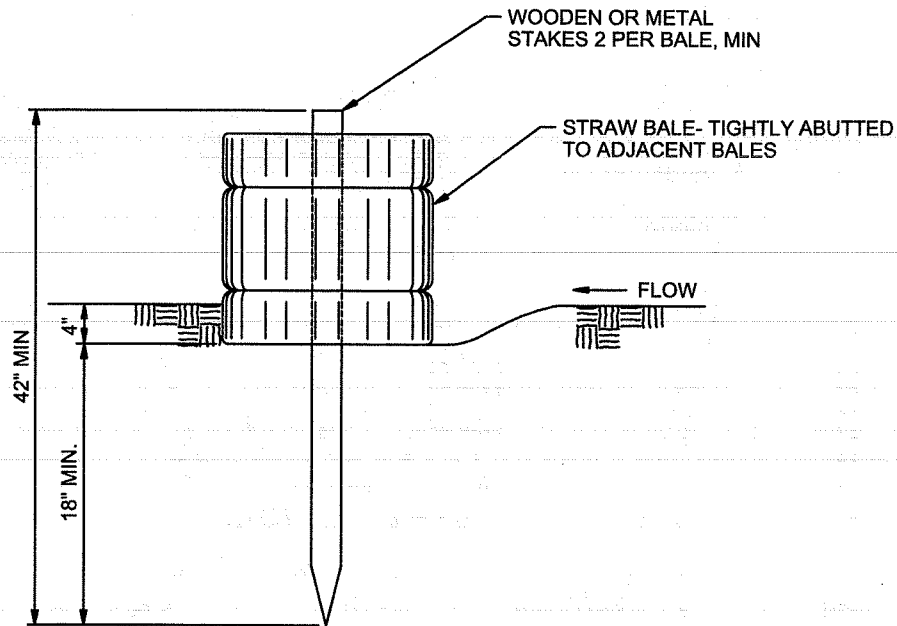 WOODEN OR METAL
STAKES 2 PER BALE, MIN
STRAW BALE- TIGHTLY ABUTTED
TO ADJACENT BALES
FLOW
4"
42" MIN
18" MIN.